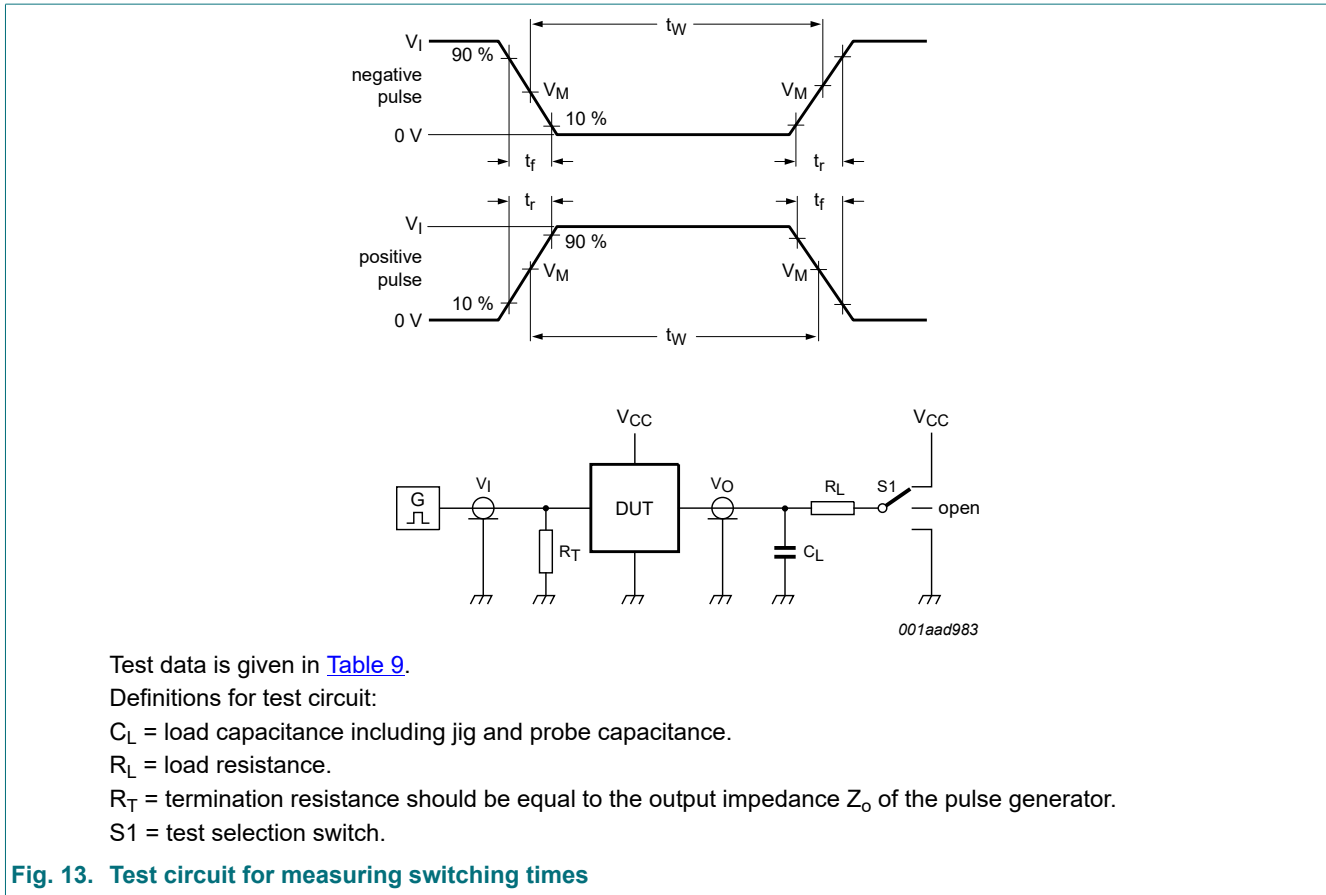 tW
VI
90 %
negative
pulse
VM
VM
10 %
0 V
tf
tr
tr
tf
VI
90 %
positive
pulse
VM
VM
10 %
0 V
tW
VCC
VCC
G
VI
DUT
VO
RL
S1
open
RT
CL
001aad983
Test data is given in Table 9.
Definitions for test circuit:
CL = load capacitance including jig and probe capacitance.
RL = load resistance.
RT = termination resistance should be equal to the output impedance Zo of the pulse generator.
S1 = test selection switch.
Fig. 13. Test circuit for measuring switching times